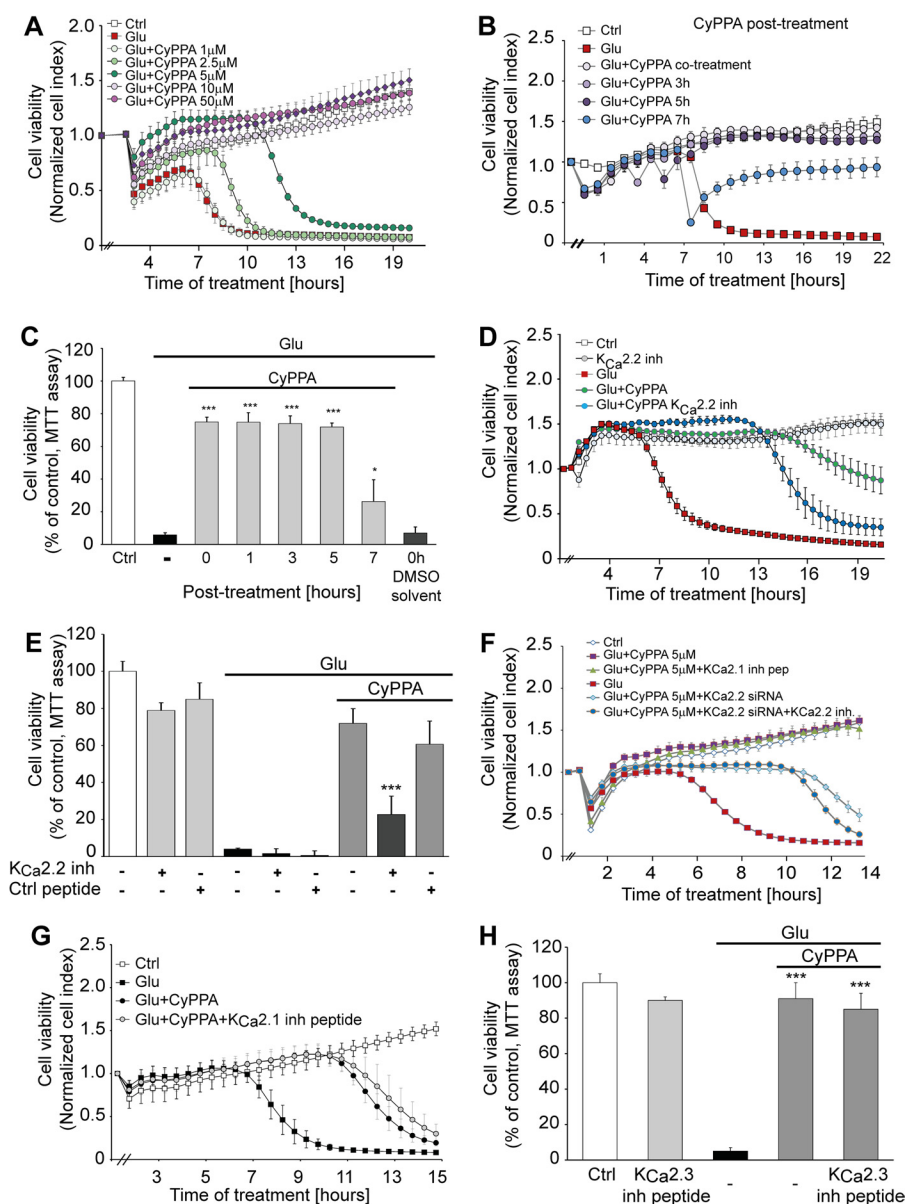 A
Cell viability
(Normalized cell index)
2.0
1.5
1.0
0.5
0
Ctrl
Glu
Glu+CyPPA 1µM
Glu+CyPPA 2.5µM
Glu+CyPPA 5µM
Glu+CyPPA 10µM
Glu+CyPPA 50µM
4 7 10 13 16 19
Time of treatment [hours]
B
CyPPA post-treatment
Cell viability
(Normalized cell index)
2.5
1.5
1.0
0.5
1.0
0
Ctrl
Glu
Glu+CyPPA co-treatment
Glu+CyPPA 3h
Glu+CyPPA 5h
Glu+CyPPA 7h
1 4 7 10 13 16 19 22
Time of treatment [hours]
C
Cell viability
(% of control, MTT assay)
120
100
80
60
40
20
0
Glu
CyPPA
*** *** *** *** *
Ctrl - 0 1 3 5 7 0h
DMSO
solvent
Post-treatment [hours]
D
Cell viability
(Normalized cell index)
2.5
2.0
1.5
1.0
0.5
0
Ctrl
KCa2.2 inh
Glu
Glu+CyPPA
Glu+CyPPA KCa2.2 inh
4 7 10 13 16 19
Time of treatment [hours]
E
Cell viability
(% of control, MTT assay)
120
100
80
60
40
20
0
Glu
CyPPA
***
KCa2.2 inh - + - - + - - + -
Ctrl peptide - - + - - + - - +
F
Cell viability
(Normalized cell index)
2.5
2.0
1.5
1.0
0.5
0
Ctrl
Glu+CyPPA 5µM
Glu+CyPPA 5µM+KCa2.1 inh pep
Glu
Glu+CyPPA 5µM+KCa2.2 siRNA
Glu+CyPPA 5µM+KCa2.2 siRNA+KCa2.2 inh.
2 4 6 8 10 12 14
Time of treatment [hours]
G
Cell viability
(Normalized cell index)
2.5
2.0
1.5
1.0
0.5
0
Ctrl
Glu
Glu+CyPPA
Glu+CyPPA+KCa2.1 inh peptide
3 5 7 9 11 13 15
Time of treatment [hours]
H
Cell viability
(% of control, MTT assay)
120
100
80
60
40
20
0
Glu
CyPPA
*** ***
Ctrl KCa2.3 - - KCa2.3
inh peptide inh peptide